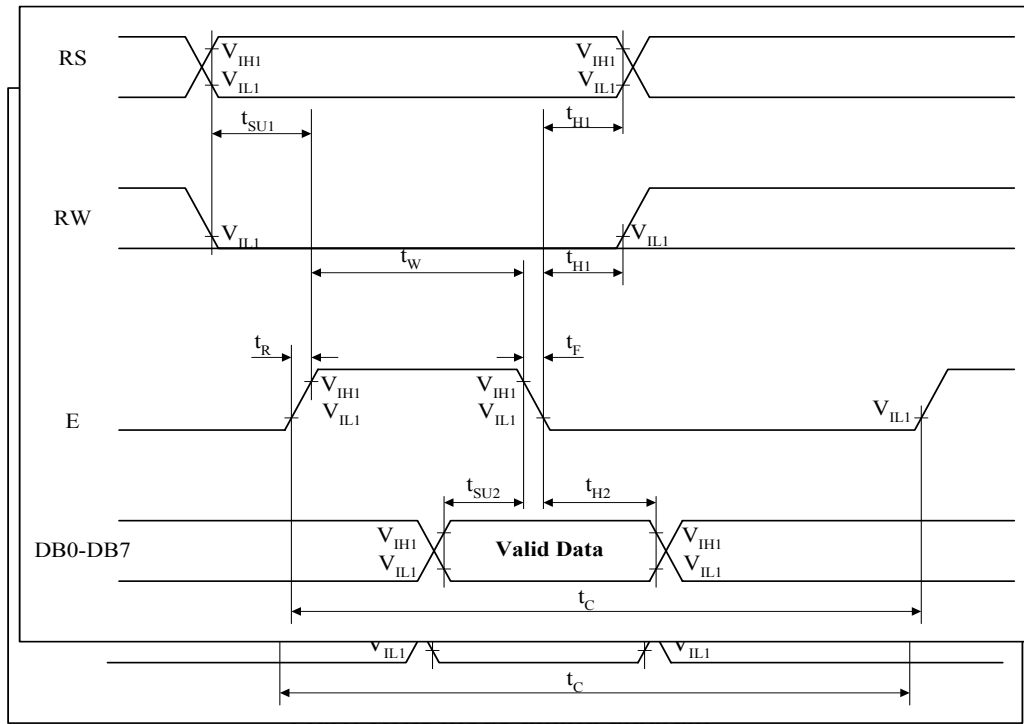 RS
V_IH1
V_IL1
V_IH1
V_IL1
t_SU1
t_H1
RW
V_IL1
V_IL1
t_W
t_H1
t_R
t_F
E
V_IH1
V_IL1
V_IH1
V_IL1
V_IL1
t_SU2
t_H2
DB0-DB7
V_IH1
V_IL1
Valid Data
V_IH1
V_IL1
t_C
V_IL1
V_IL1
t_C